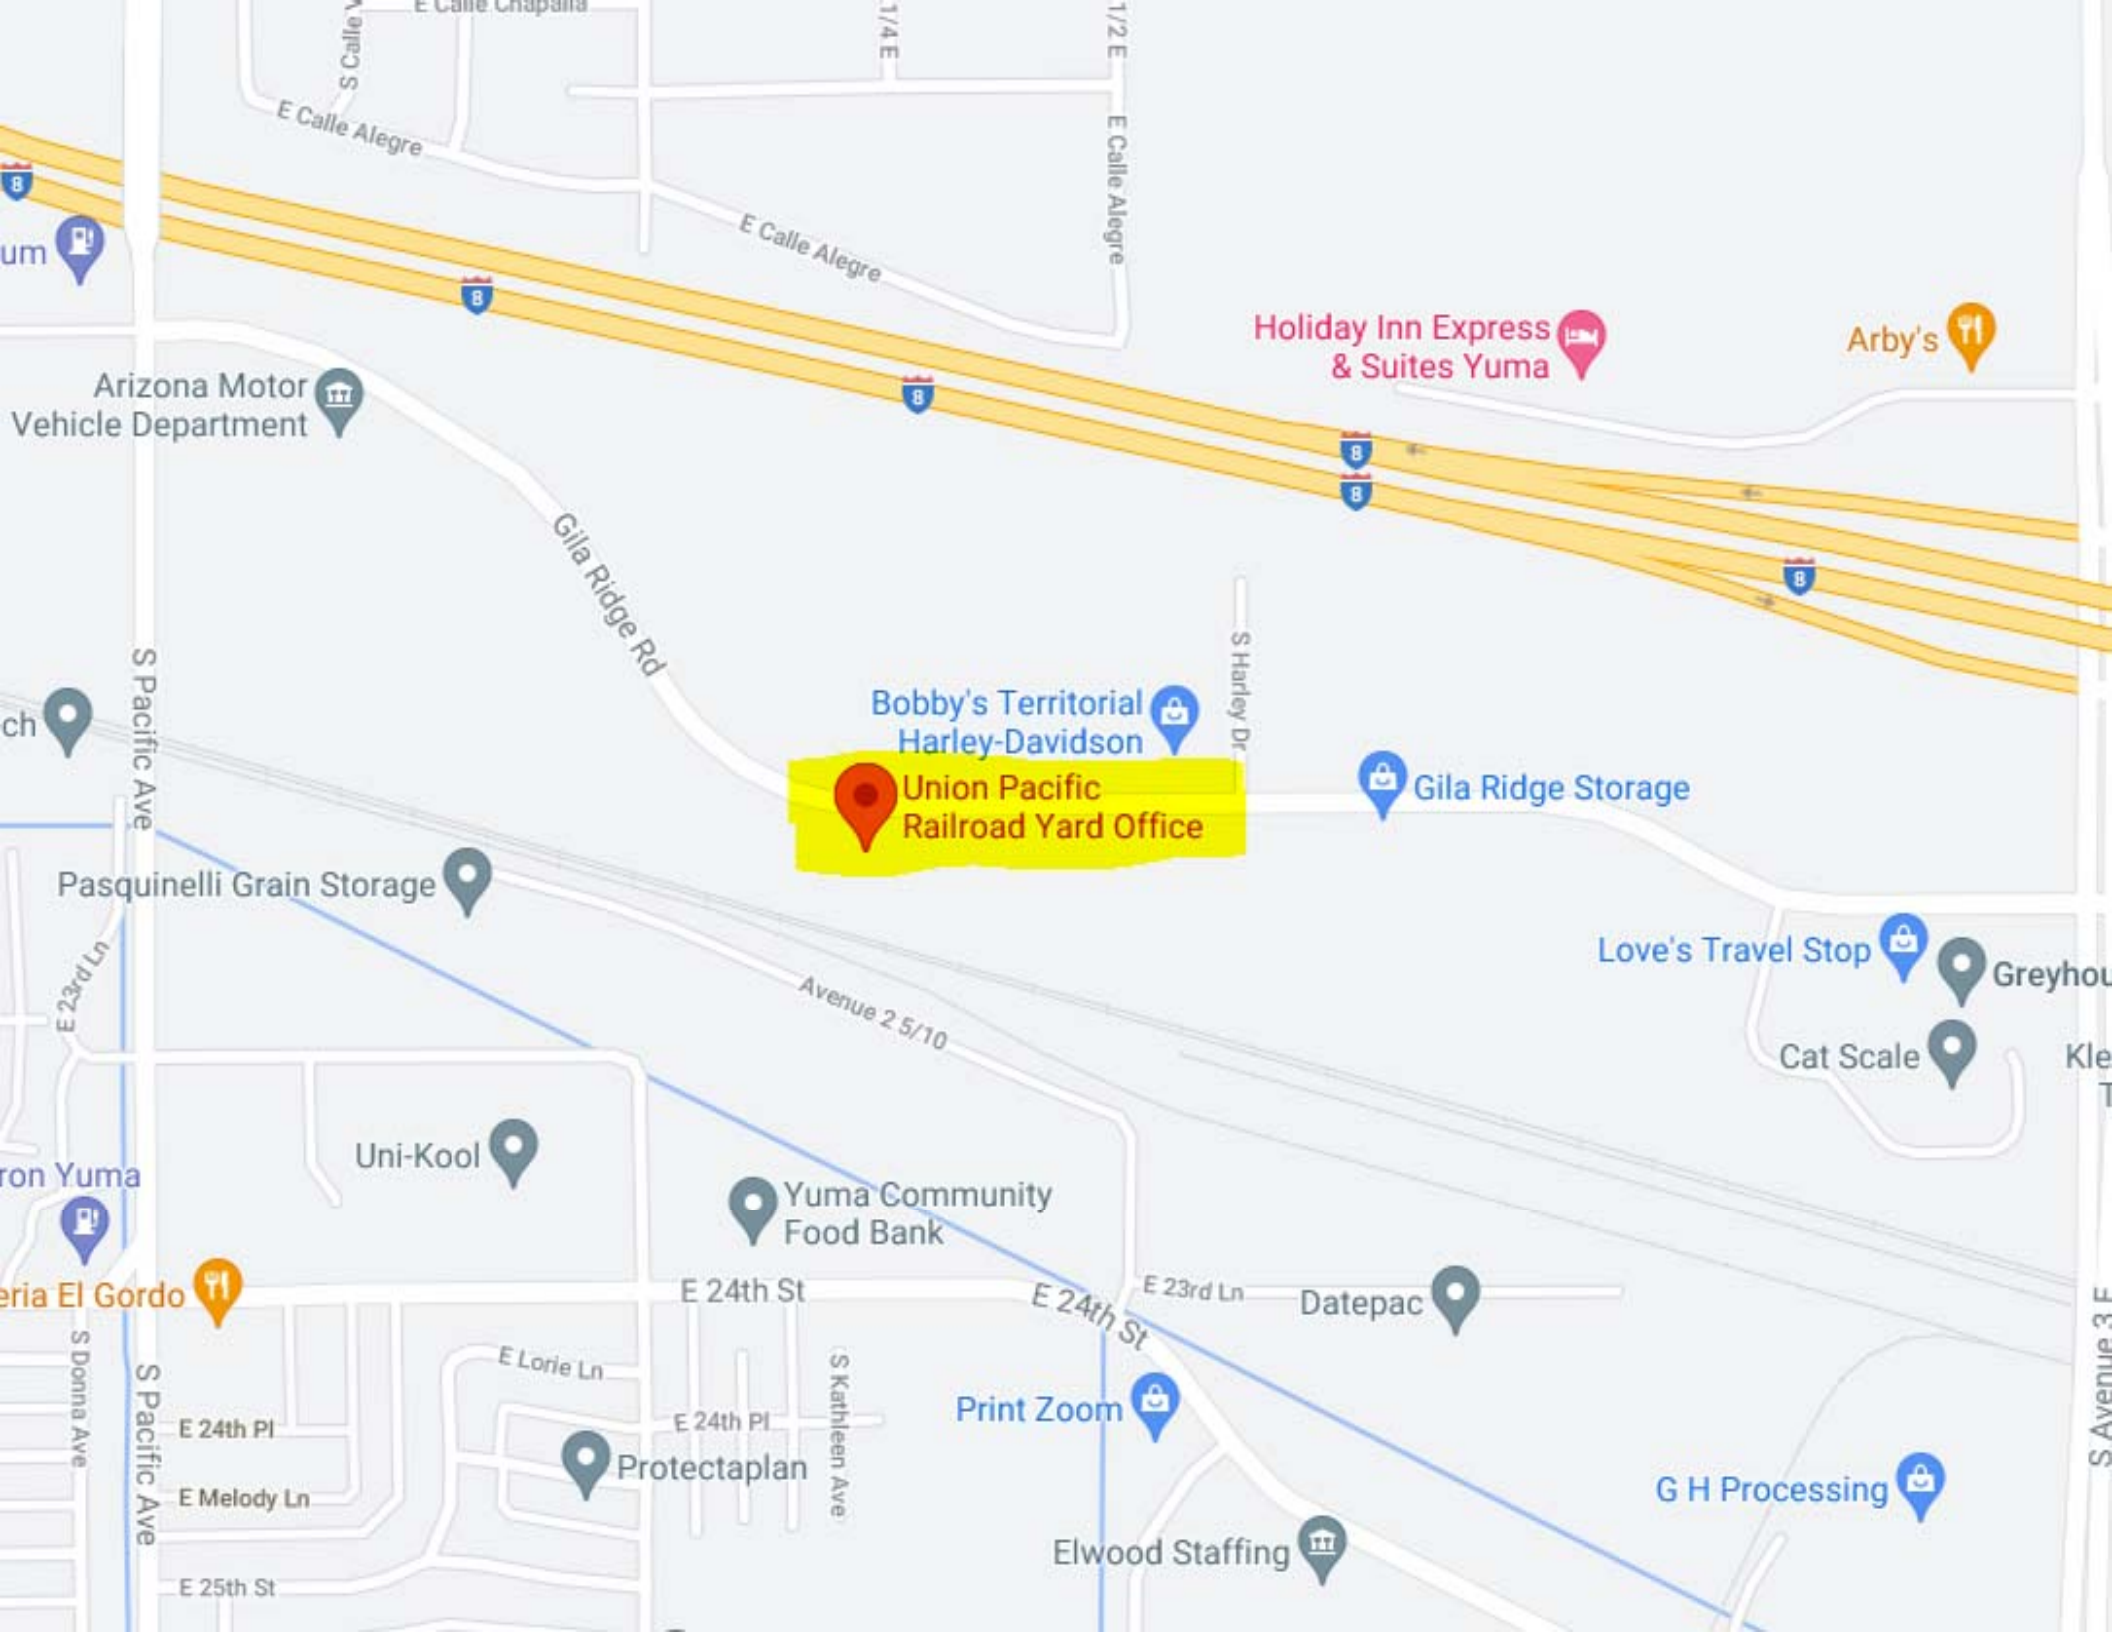 E Calle Chapalla
S Calle V
1/4 E
1/2 E
E Calle Alegre
E Calle Alegre
E Calle Alegre
8
um
8
Holiday Inn Express
& Suites Yuma
Arby's
Arizona Motor
Vehicle Department
8
8
8
8
Gila Ridge Rd
S Pacific Ave
S Harley Dr
ch
Bobby's Territorial
Harley-Davidson
Union Pacific
Railroad Yard Office
Gila Ridge Storage
Pasquinelli Grain Storage
E 23rd Ln
Avenue 2 5/10
Love's Travel Stop
Greyhou
Cat Scale
Kle
T
Uni-Kool
ron Yuma
Yuma Community
Food Bank
eria El Gordo
E 24th St
E 24th St
E 23rd Ln
Datepac
S Avenue 3 E
S Donna Ave
S Pacific Ave
E Lorie Ln
S Kathleen Ave
E 24th Pl
E 24th Pl
Print Zoom
Protectaplan
E Melody Ln
G H Processing
Elwood Staffing
E 25th St